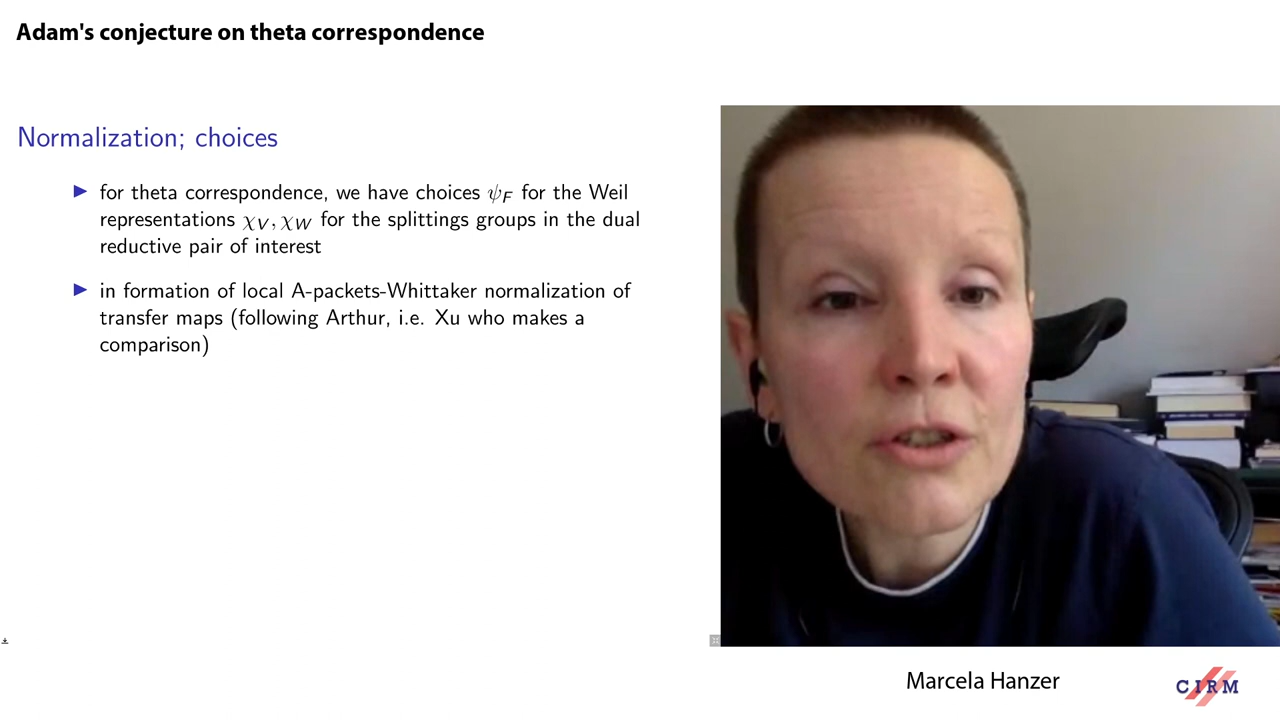 Adam's conjecture on theta correspondence
Normalization; choices
▶ for theta correspondence, we have choices ψ_F for the Weil
representations χ_V, χ_W for the splittings groups in the dual
reductive pair of interest
▶ in formation of local A-packets-Whittaker normalization of
transfer maps (following Arthur, i.e. Xu who makes a
comparison)
Marcela Hanzer
CIRM